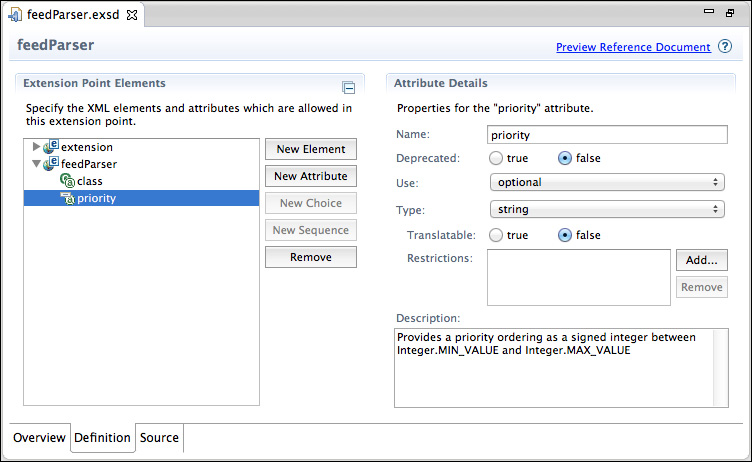 feedParser.exsd
feedParser
Preview Reference Document
?
Extension Point Elements
Specify the XML elements and attributes which are allowed in
this extension point.
extension
feedParser
class
priority
New Element
New Attribute
New Choice
New Sequence
Remove
Attribute Details
Properties for the "priority" attribute.
Name: priority
Deprecated: true false
Use: optional
Type: string
Translatable: true false
Restrictions:
Add...
Remove
Description:
Provides a priority ordering as a signed integer between
Integer.MIN_VALUE and Integer.MAX_VALUE
Overview Definition Source